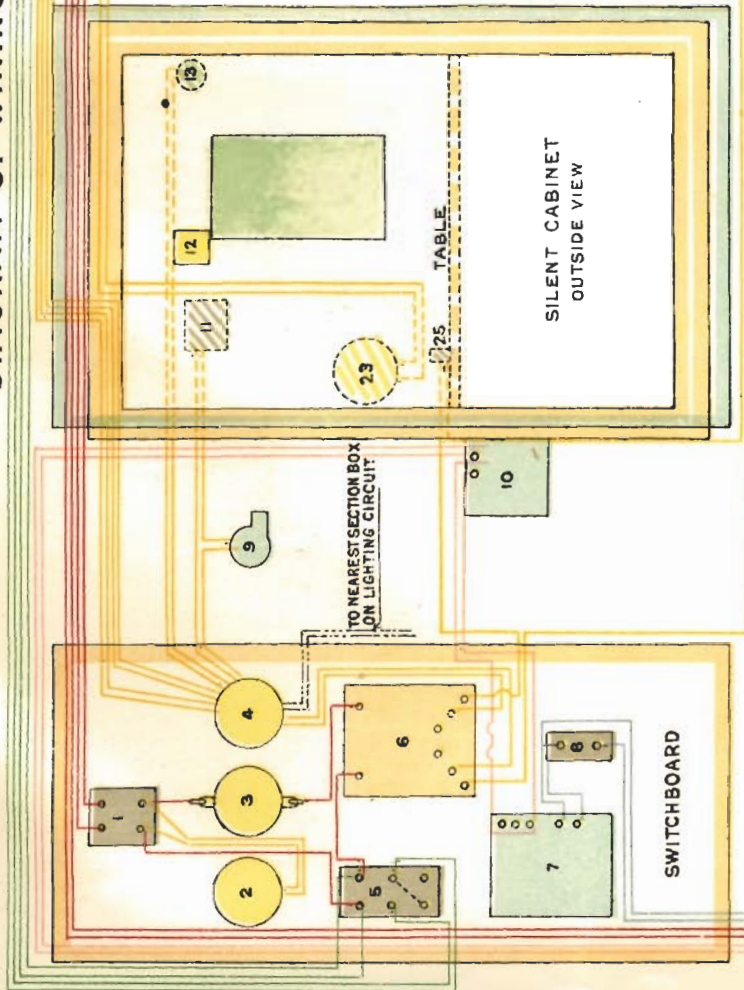 1
2
3
4
5
6
7
8
SWITCHBOARD
9
TO NEAREST SECTION BOX
ON LIGHTING CIRCUIT
10
11
12
13
23
25
TABLE
SILENT CABINET
OUTSIDE VIEW